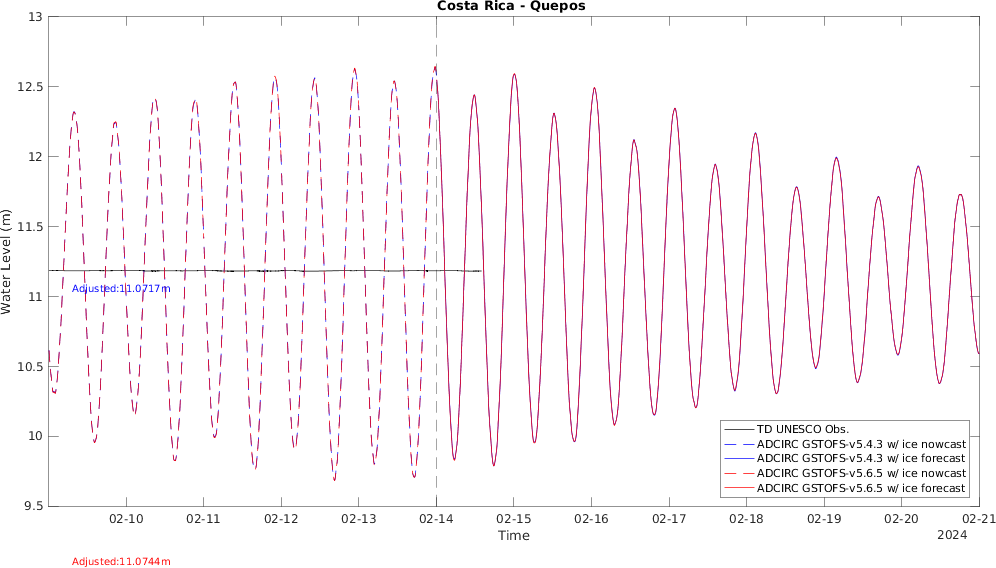 Costa Rica - Quepos
13
12.5
12
11.5
11
10.5
10
9.5
Water Level (m)
Adjusted:11.0717m
TD UNESCO Obs.
ADCIRC GSTOFS-v5.4.3 w/ ice nowcast
ADCIRC GSTOFS-v5.4.3 w/ ice forecast
ADCIRC GSTOFS-v5.6.5 w/ ice nowcast
ADCIRC GSTOFS-v5.6.5 w/ ice forecast
02-10 02-11 02-12 02-13 02-14 02-15 02-16 02-17 02-18 02-19 02-20 02-21
Time
2024
Adjusted:11.0744m